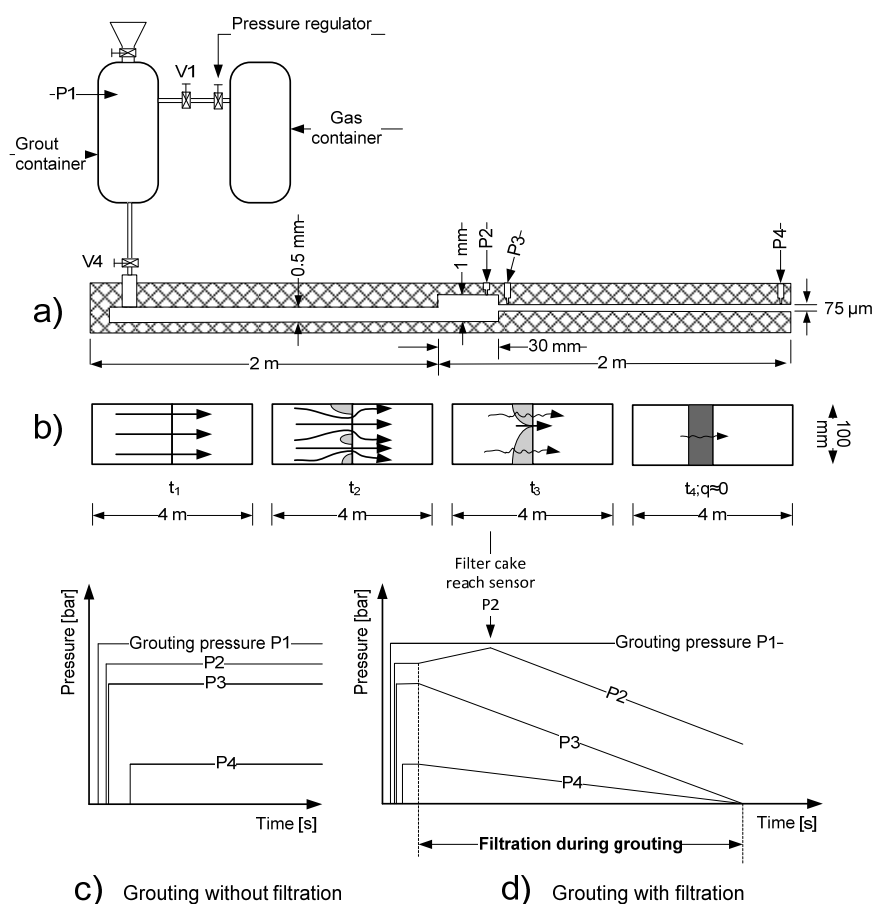 Pressure regulator
V1
P1
Gas
container
Grout
container
V4
0.5 mm
1 mm
P2
P3
P4
a)
75 µm
30 mm
2 m
2 m
b)
100
mm
t1
t2
t3
t4;q≈0
4 m
4 m
4 m
4 m
Filter cake
reach sensor
P2
Pressure [bar]
Grouting pressure P1
P2
P3
P4
Time [s]
Pressure [bar]
Grouting pressure P1
P2
P3
P4
Time [s]
Filtration during grouting
c) Grouting without filtration
d) Grouting with filtration